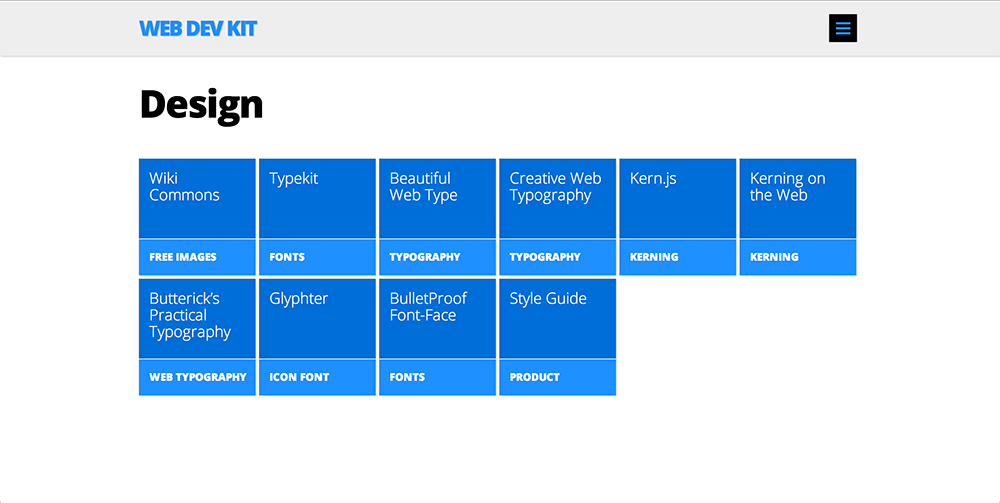 WEB DEV KIT
Design
Wiki
Commons
FREE IMAGES
Typekit
FONTS
Beautiful
Web Type
TYPOGRAPHY
Creative Web
Typography
TYPOGRAPHY
Kern.js
KERNING
Kerning on
the Web
KERNING
Butterick’s
Practical
Typography
WEB TYPOGRAPHY
Glyphter
ICON FONT
BulletProof
Font-Face
FONTS
Style Guide
PRODUCT